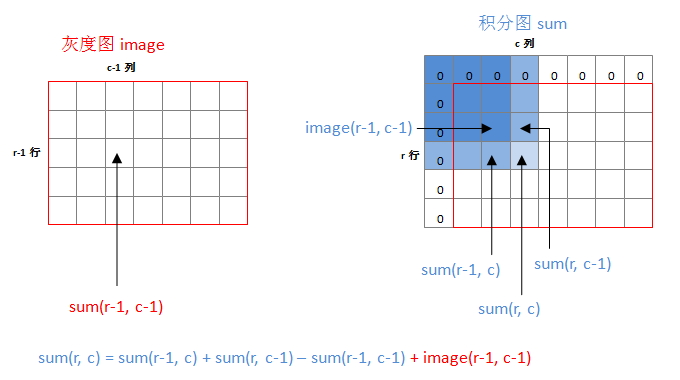 灰度图 image
c-1 列
r-1 行
sum(r-1, c-1)
积分图 sum
c 列
0 0 0 0 0 0 0 0
0
0
image(r-1, c-1)
r 行
0
0
0
sum(r-1, c)
sum(r, c-1)
sum(r, c)
sum(r, c) = sum(r-1, c) + sum(r, c-1) – sum(r-1, c-1) + image(r-1, c-1)